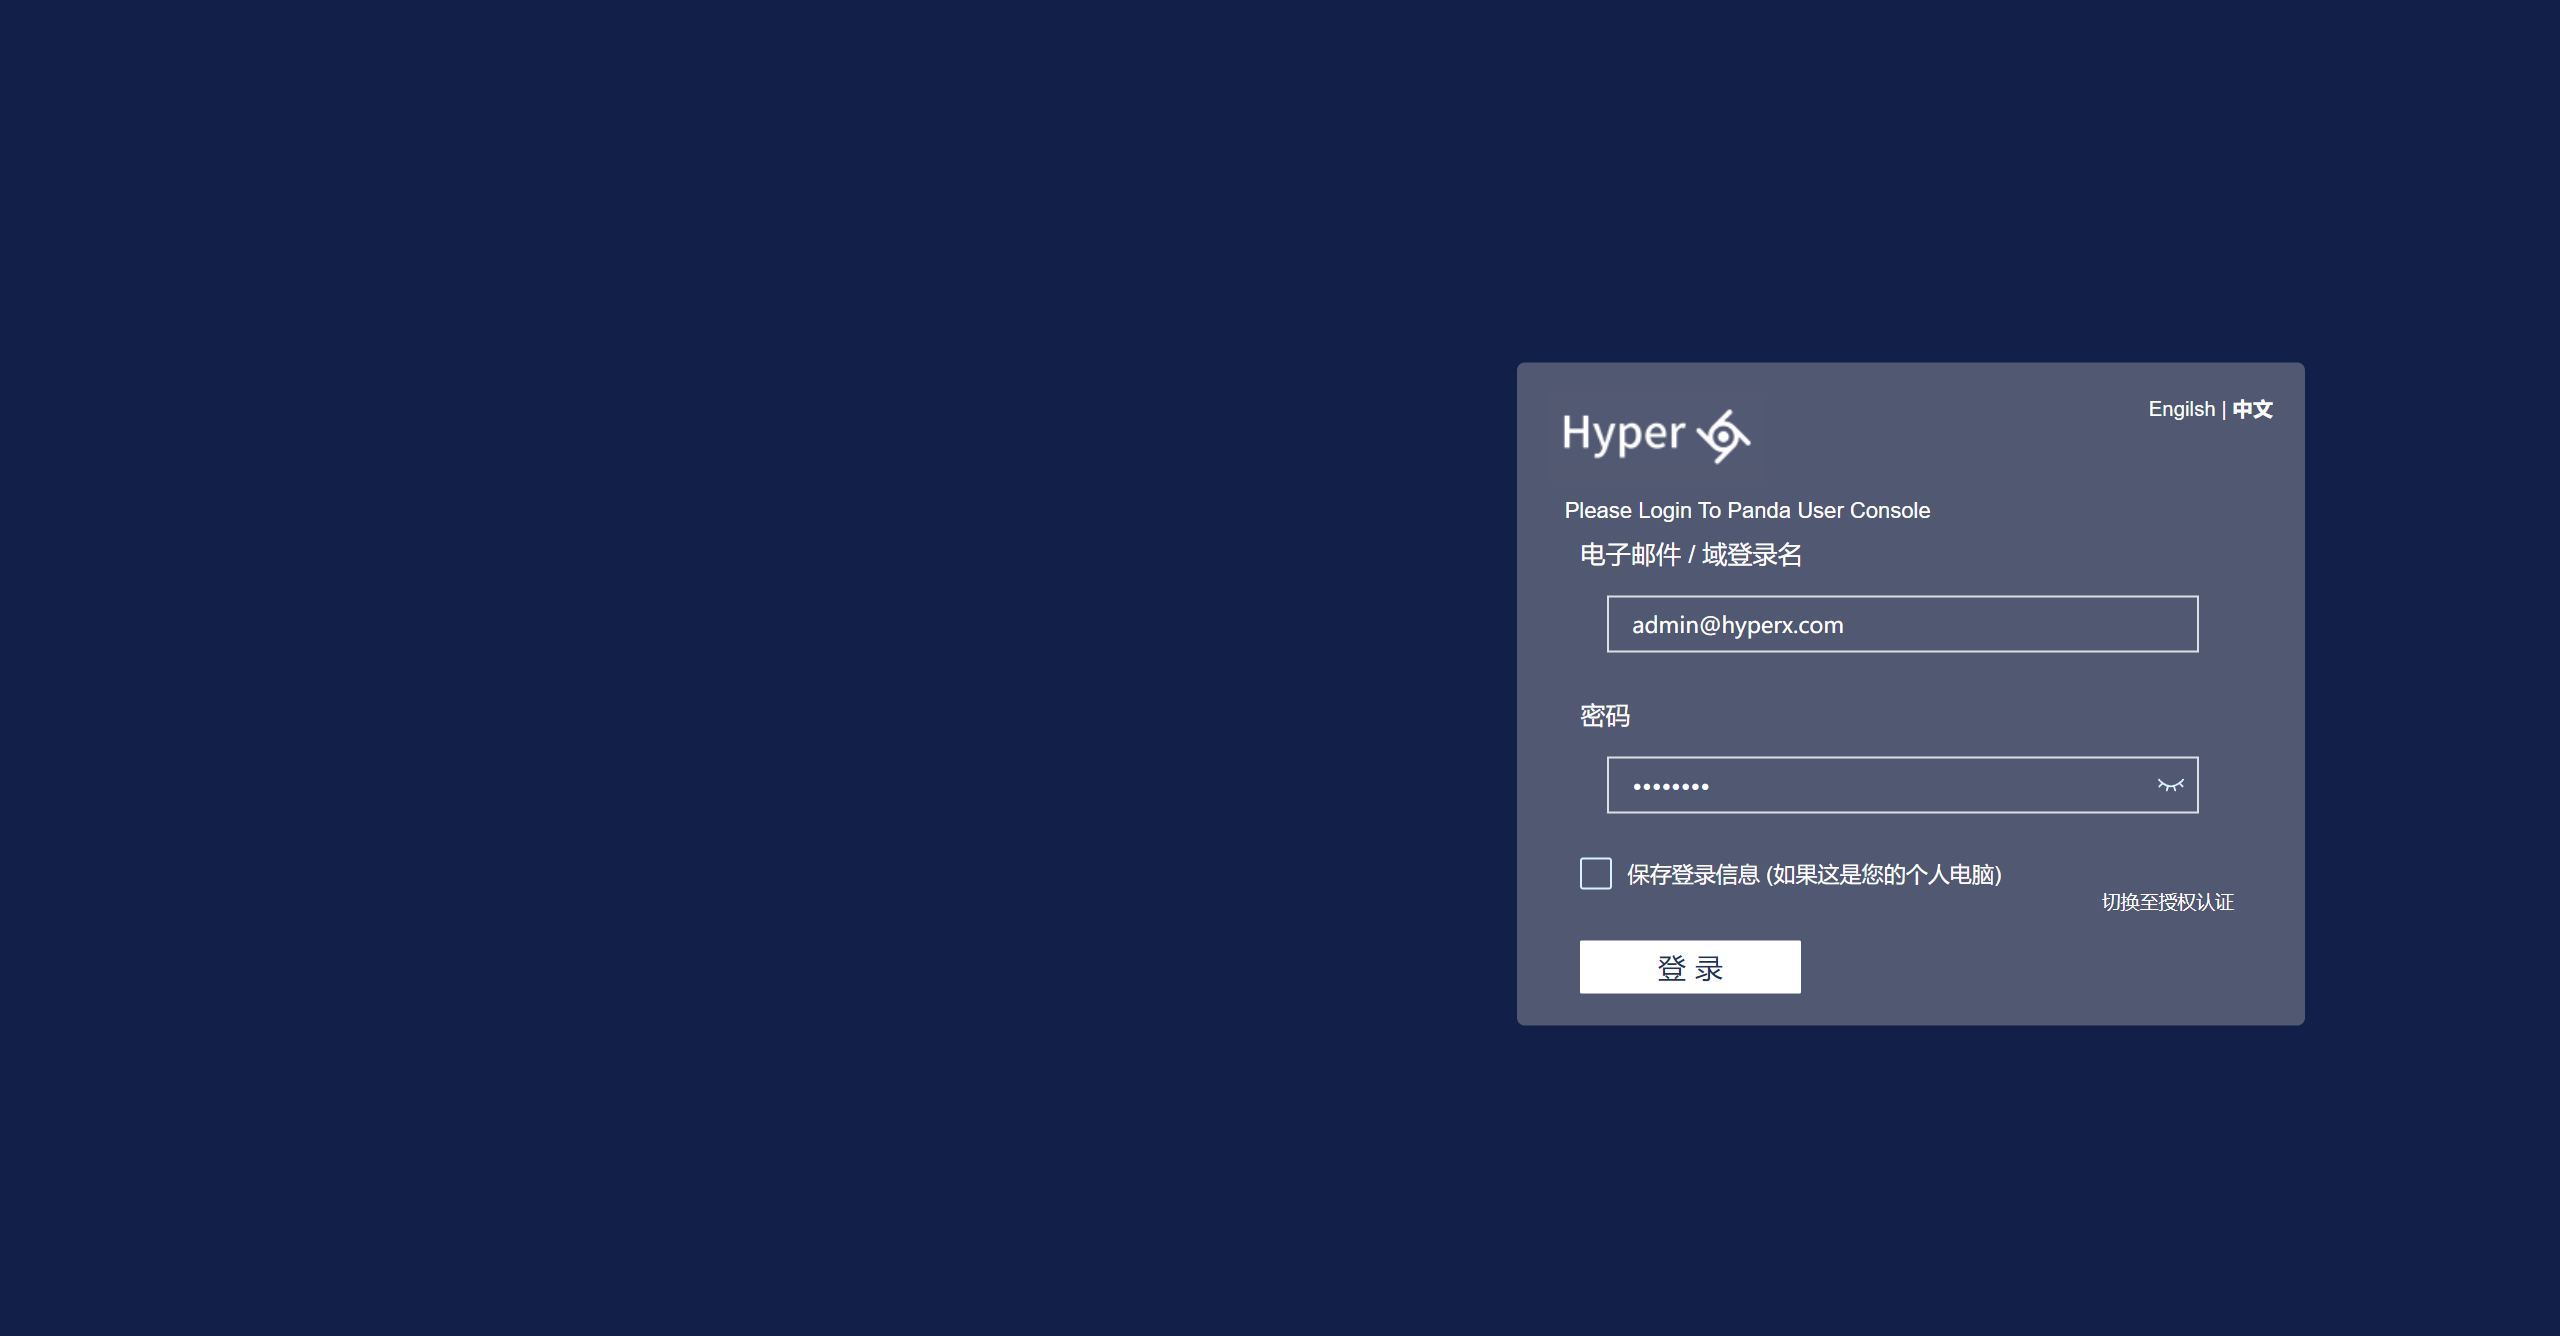 Engilsh | 中文
Hyper
Please Login To Panda User Console
电子邮件 / 域登录名
admin@hyperx.com
密码
••••••••
保存登录信息 (如果这是您的个人电脑)
切换至授权认证
登 录